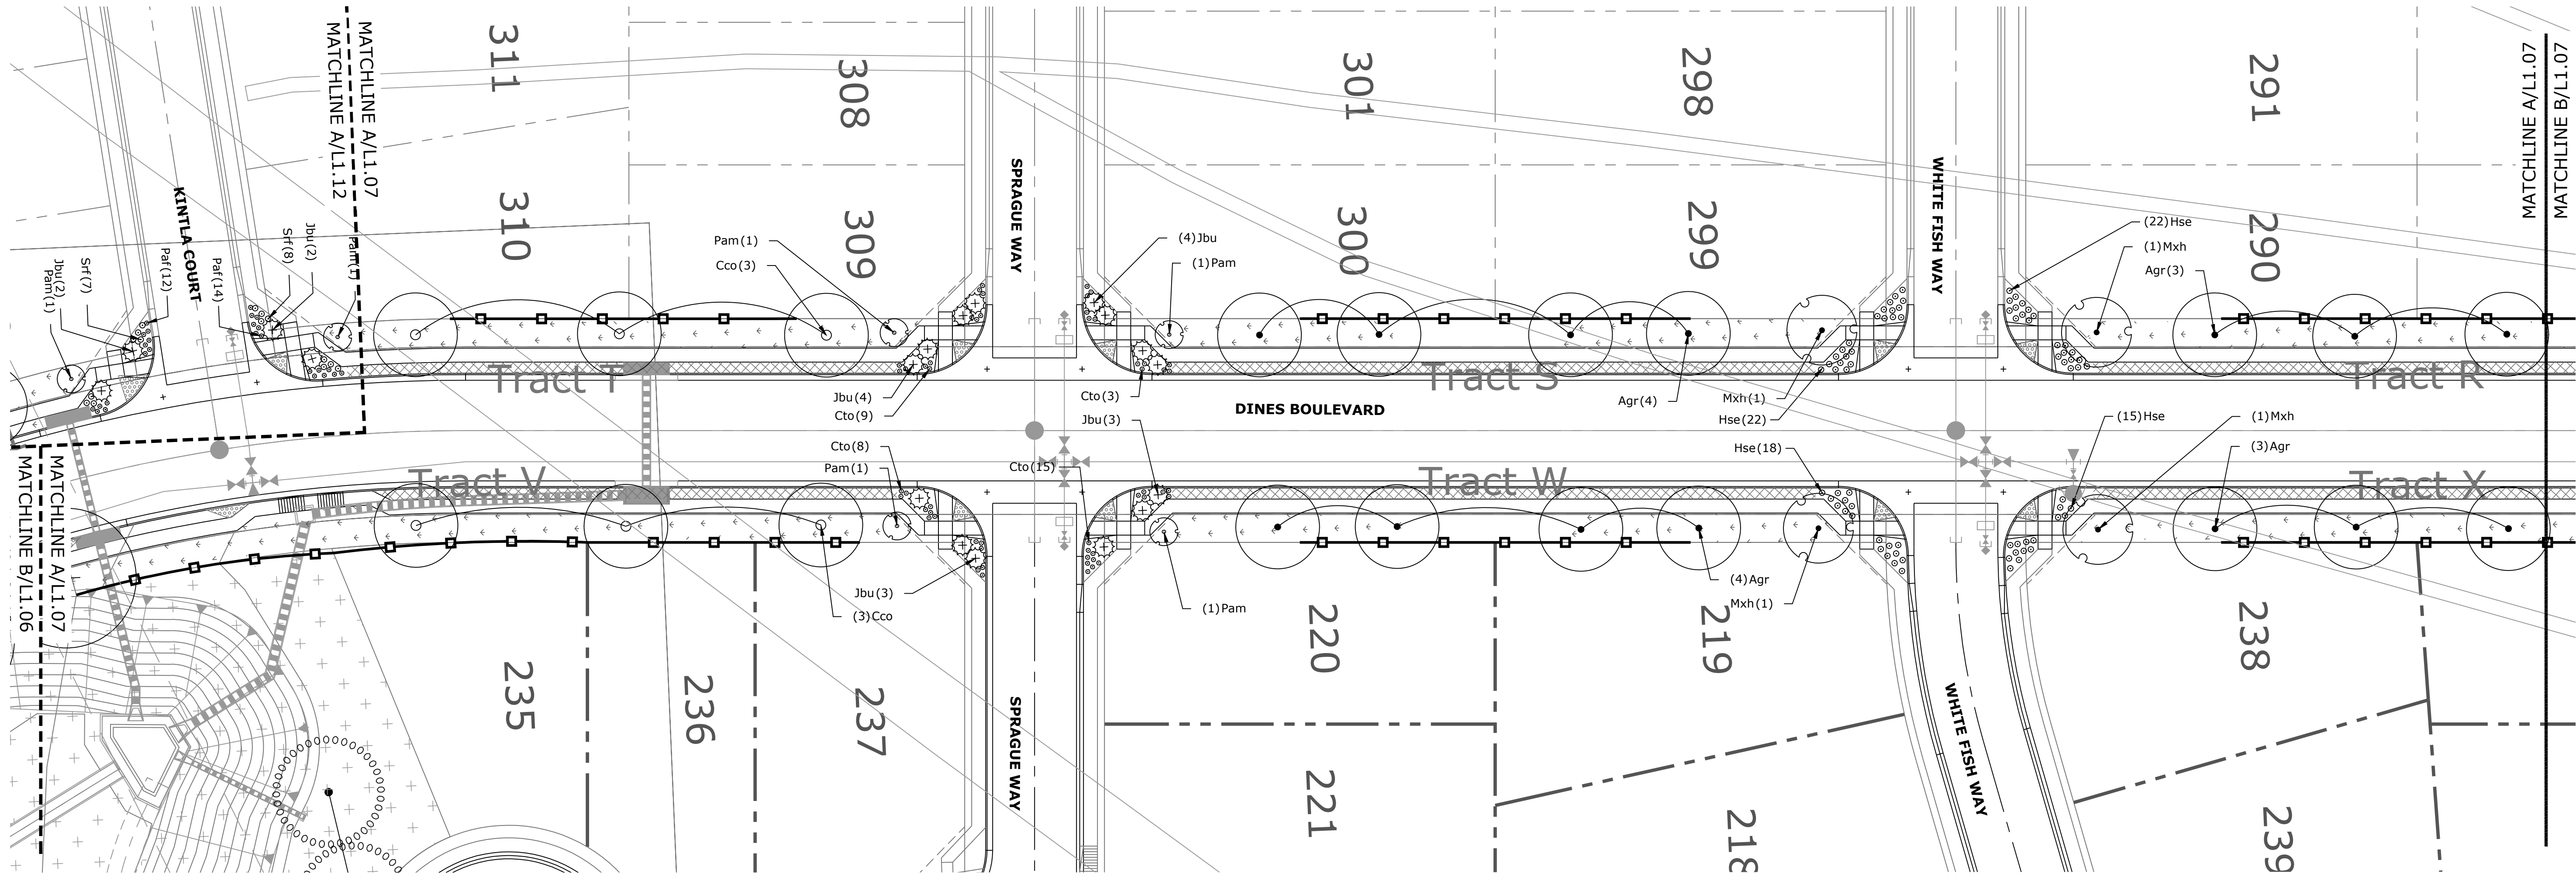 MATCHLINE A/L1.07
MATCHLINE A/L1.12
311
308
301
298
291
MATCHLINE A/L1.07
MATCHLINE B/L1.07
KINTLA COURT
SPRAGUE WAY
WHITE FISH WAY
310
309
300
299
290
Pam(1)
Jbu(2)
Srf(7)
Paf(12)
Paf(14)
Srf(8)
Jbu(2)
Pam(1)
Pam(1)
Cco(3)
(4)Jbu
(1)Pam
(22)Hse
(1)Mxh
Agr(3)
Tract T
Tract S
Tract R
Jbu(4)
Cto(9)
Cto(3)
Jbu(3)
DINES BOULEVARD
Agr(4)
Mxh(1)
Hse(22)
(15)Hse
(1)Mxh
(3)Agr
Cto(8)
Pam(1)
Cto(15)
Hse(18)
Tract V
Tract W
Tract X
MATCHLINE A/L1.07
MATCHLINE B/L1.06
Jbu(3)
(3)Cco
(1)Pam
(4)Agr
Mxh(1)
235
236
237
SPRAGUE WAY
220
219
WHITE FISH WAY
238
221
218
239